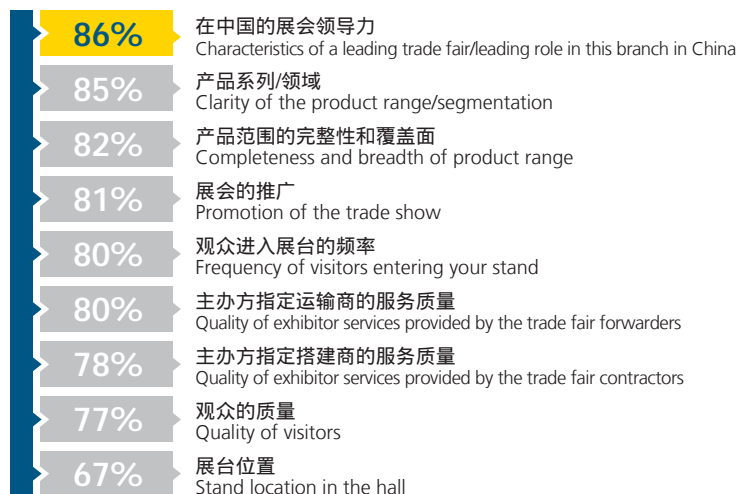 86%
在中国的展会领导力
Characteristics of a leading trade fair/leading role in this branch in China
85%
产品系列/领域
Clarity of the product range/segmentation
82%
产品范围的完整性和覆盖面
Completeness and breadth of product range
81%
展会的推广
Promotion of the trade show
80%
观众进入展台的频率
Frequency of visitors entering your stand
80%
主办方指定运输商的服务质量
Quality of exhibitor services provided by the trade fair forwarders
78%
主办方指定搭建商的服务质量
Quality of exhibitor services provided by the trade fair contractors
77%
观众的质量
Quality of visitors
67%
展台位置
Stand location in the hall